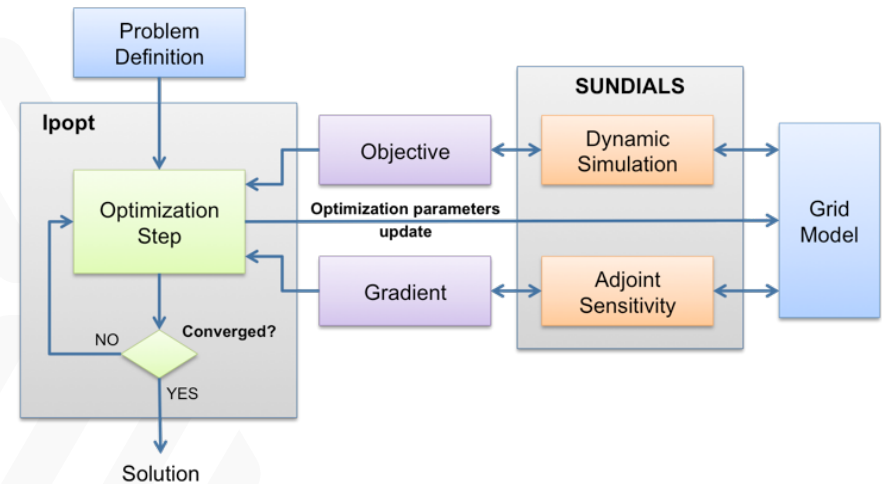 Problem
Definition
Ipopt
SUNDIALS
Objective
Dynamic
Simulation
Optimization
Step
Optimization parameters
update
Grid
Model
Gradient
Adjoint
Sensitivity
Converged?
NO
YES
Solution